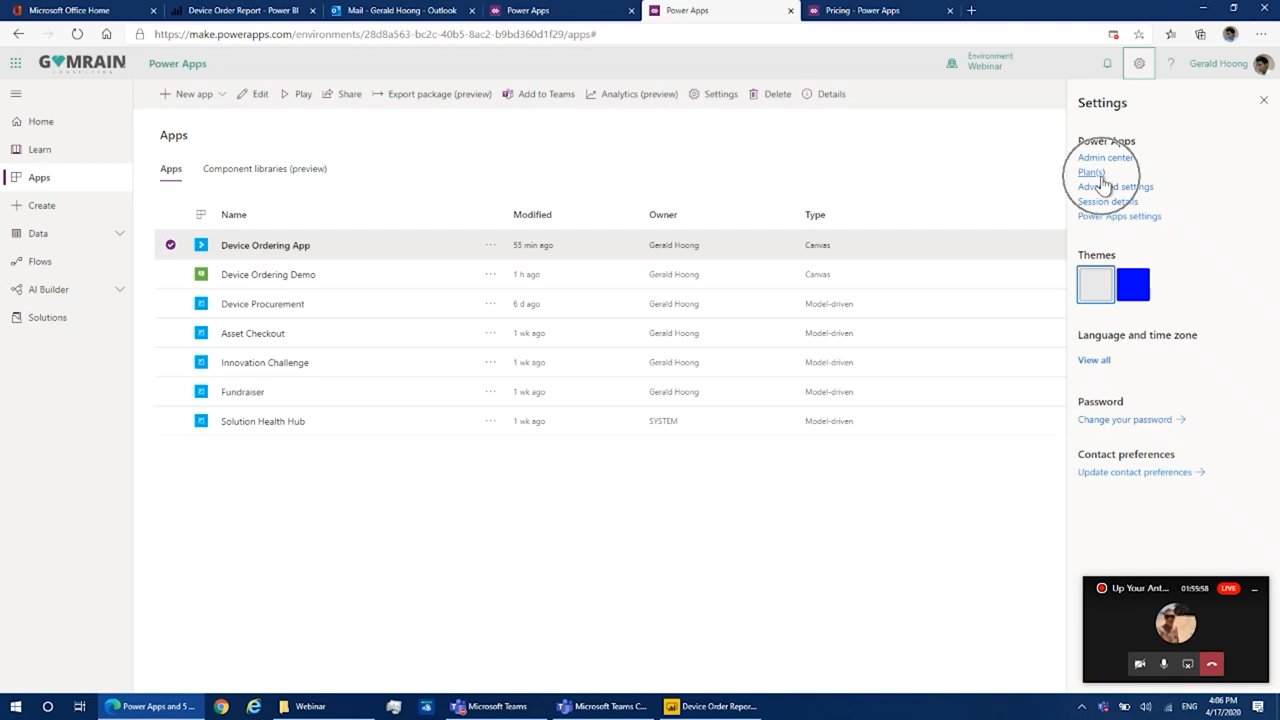 Microsoft Office Home
Device Order Report - Power BI
Mail - Gerald Hoong - Outlook
Power Apps
Power Apps
Pricing - Power Apps
https://make.powerapps.com/environments/28d8a563-bc2c-40b5-8ac2-b9bd360d1f29/apps#
GOMRAIN
Power Apps
Environment
Webinar
Gerald Hoong
New app
Edit
Play
Share
Export package (preview)
Add to Teams
Analytics (preview)
Settings
Delete
Details
Home
Learn
Apps
Create
Data
Flows
AI Builder
Solutions
Apps
Apps
Component libraries (preview)
Name Modified Owner Type
Device Ordering App ... 55 min ago Gerald Hoong Canvas
Device Ordering Demo ... 1 h ago Gerald Hoong Canvas
Device Procurement ... 6 d ago Gerald Hoong Model-driven
Asset Checkout ... 1 wk ago Gerald Hoong Model-driven
Innovation Challenge ... 1 wk ago Gerald Hoong Model-driven
Fundraiser ... 1 wk ago Gerald Hoong Model-driven
Solution Health Hub ... 1 wk ago SYSTEM Model-driven
Settings
Power Apps
Admin center
Plan(s)
Advanced settings
Session details
Power Apps settings
Themes
Language and time zone
View all
Password
Change your password
Contact preferences
Update contact preferences
Up Your Ant... 01:55:58 LIVE
Power Apps and 5 ...
Webinar
Microsoft Teams
Microsoft Teams C...
Device Order Repor...
ENG
4:06 PM
4/17/2020